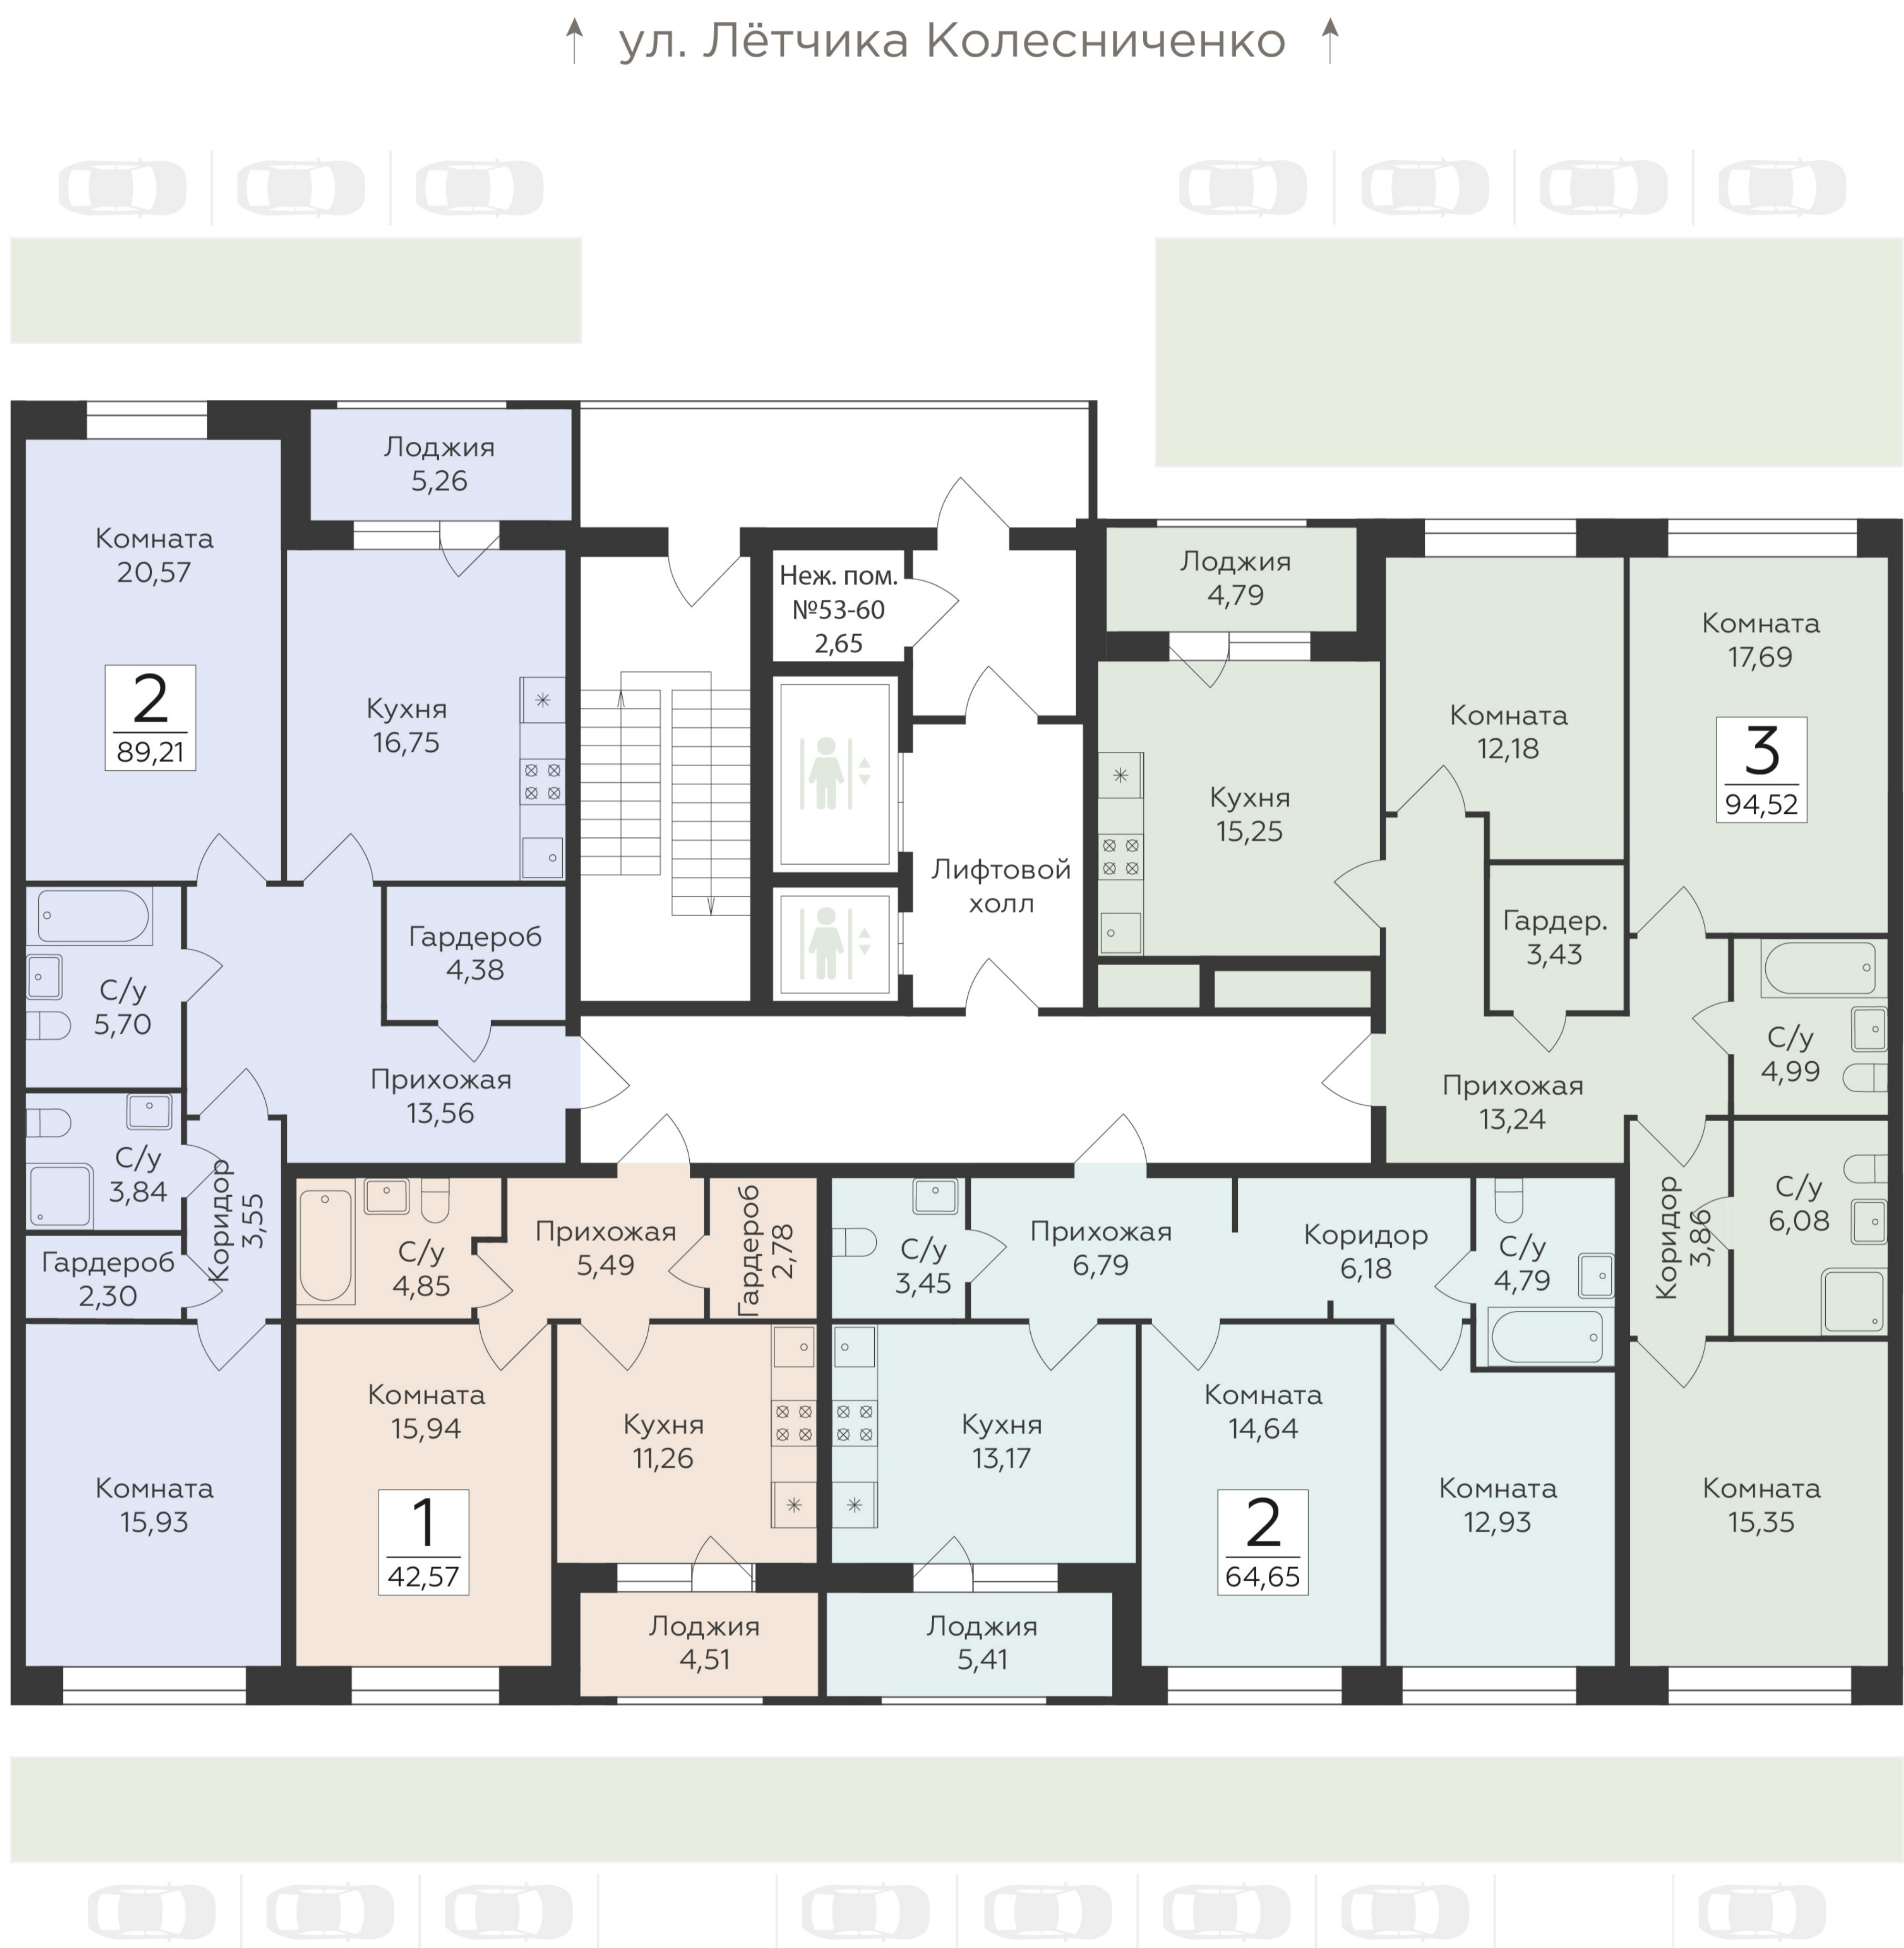 ул. Лётчика Колесниченко
Лоджия
5,26
Комната
20,57
2
89,21
Кухня
16,75
Неж. пом.
№53-60
2,65
Лоджия
4,79
Комната
12,18
Комната
17,69
3
94,52
Кухня
15,25
Лифтовой
холл
Гардероб
4,38
Гардер.
3,43
С/у
5,70
С/у
4,99
Прихожая
13,56
Прихожая
13,24
С/у
3,84
Коридор
3,55
Гардероб
2,30
С/у
4,85
Прихожая
5,49
Гардероб
2,78
С/у
3,45
Прихожая
6,79
Коридор
6,18
С/у
4,79
Коридор
3,86
С/у
6,08
Комната
15,93
Комната
15,94
1
42,57
Кухня
11,26
Кухня
13,17
Комната
14,64
2
64,65
Комната
12,93
Комната
15,35
Лоджия
4,51
Лоджия
5,41